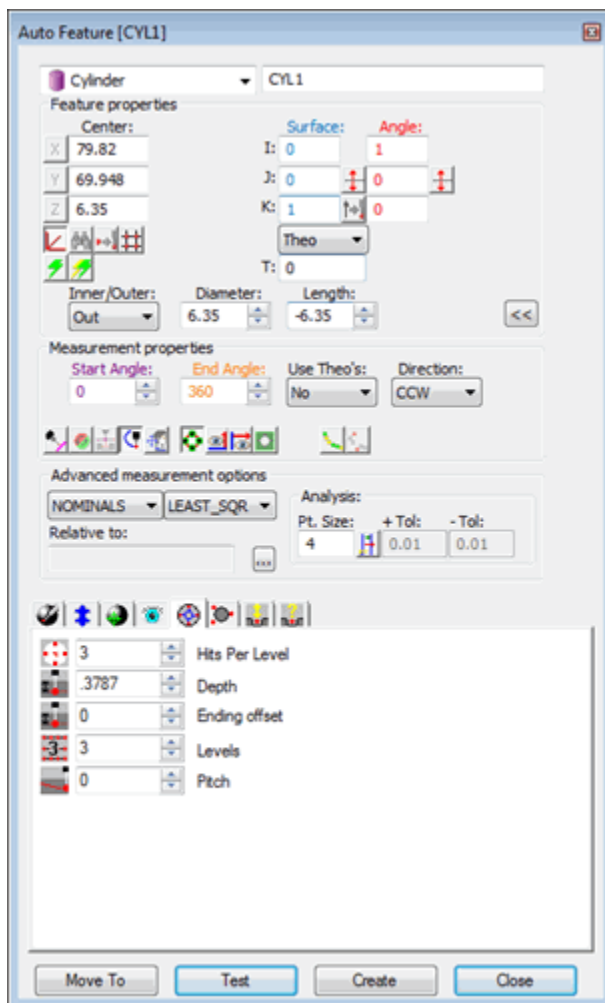 Auto Feature [CYL1]
Cylinder CYL1
Feature properties
Center: Surface: Angle:
X 79.82 I: 0 1
Y 69.948 J: 0 0
Z 6.35 K: 1 0
Theo
T: 0
Inner/Outer: Diameter: Length:
Out 6.35 -6.35 <<
Measurement properties
Start Angle: End Angle: Use Theo's: Direction:
0 360 No CCW
Advanced measurement options
NOMINALS LEAST_SQR Analysis:
Pt. Size: + Tol: - Tol:
Relative to: 4 0.01 0.01
...
3 Hits Per Level
.3787 Depth
0 Ending offset
-3- 3 Levels
0 Pitch
Move To Test Create Close